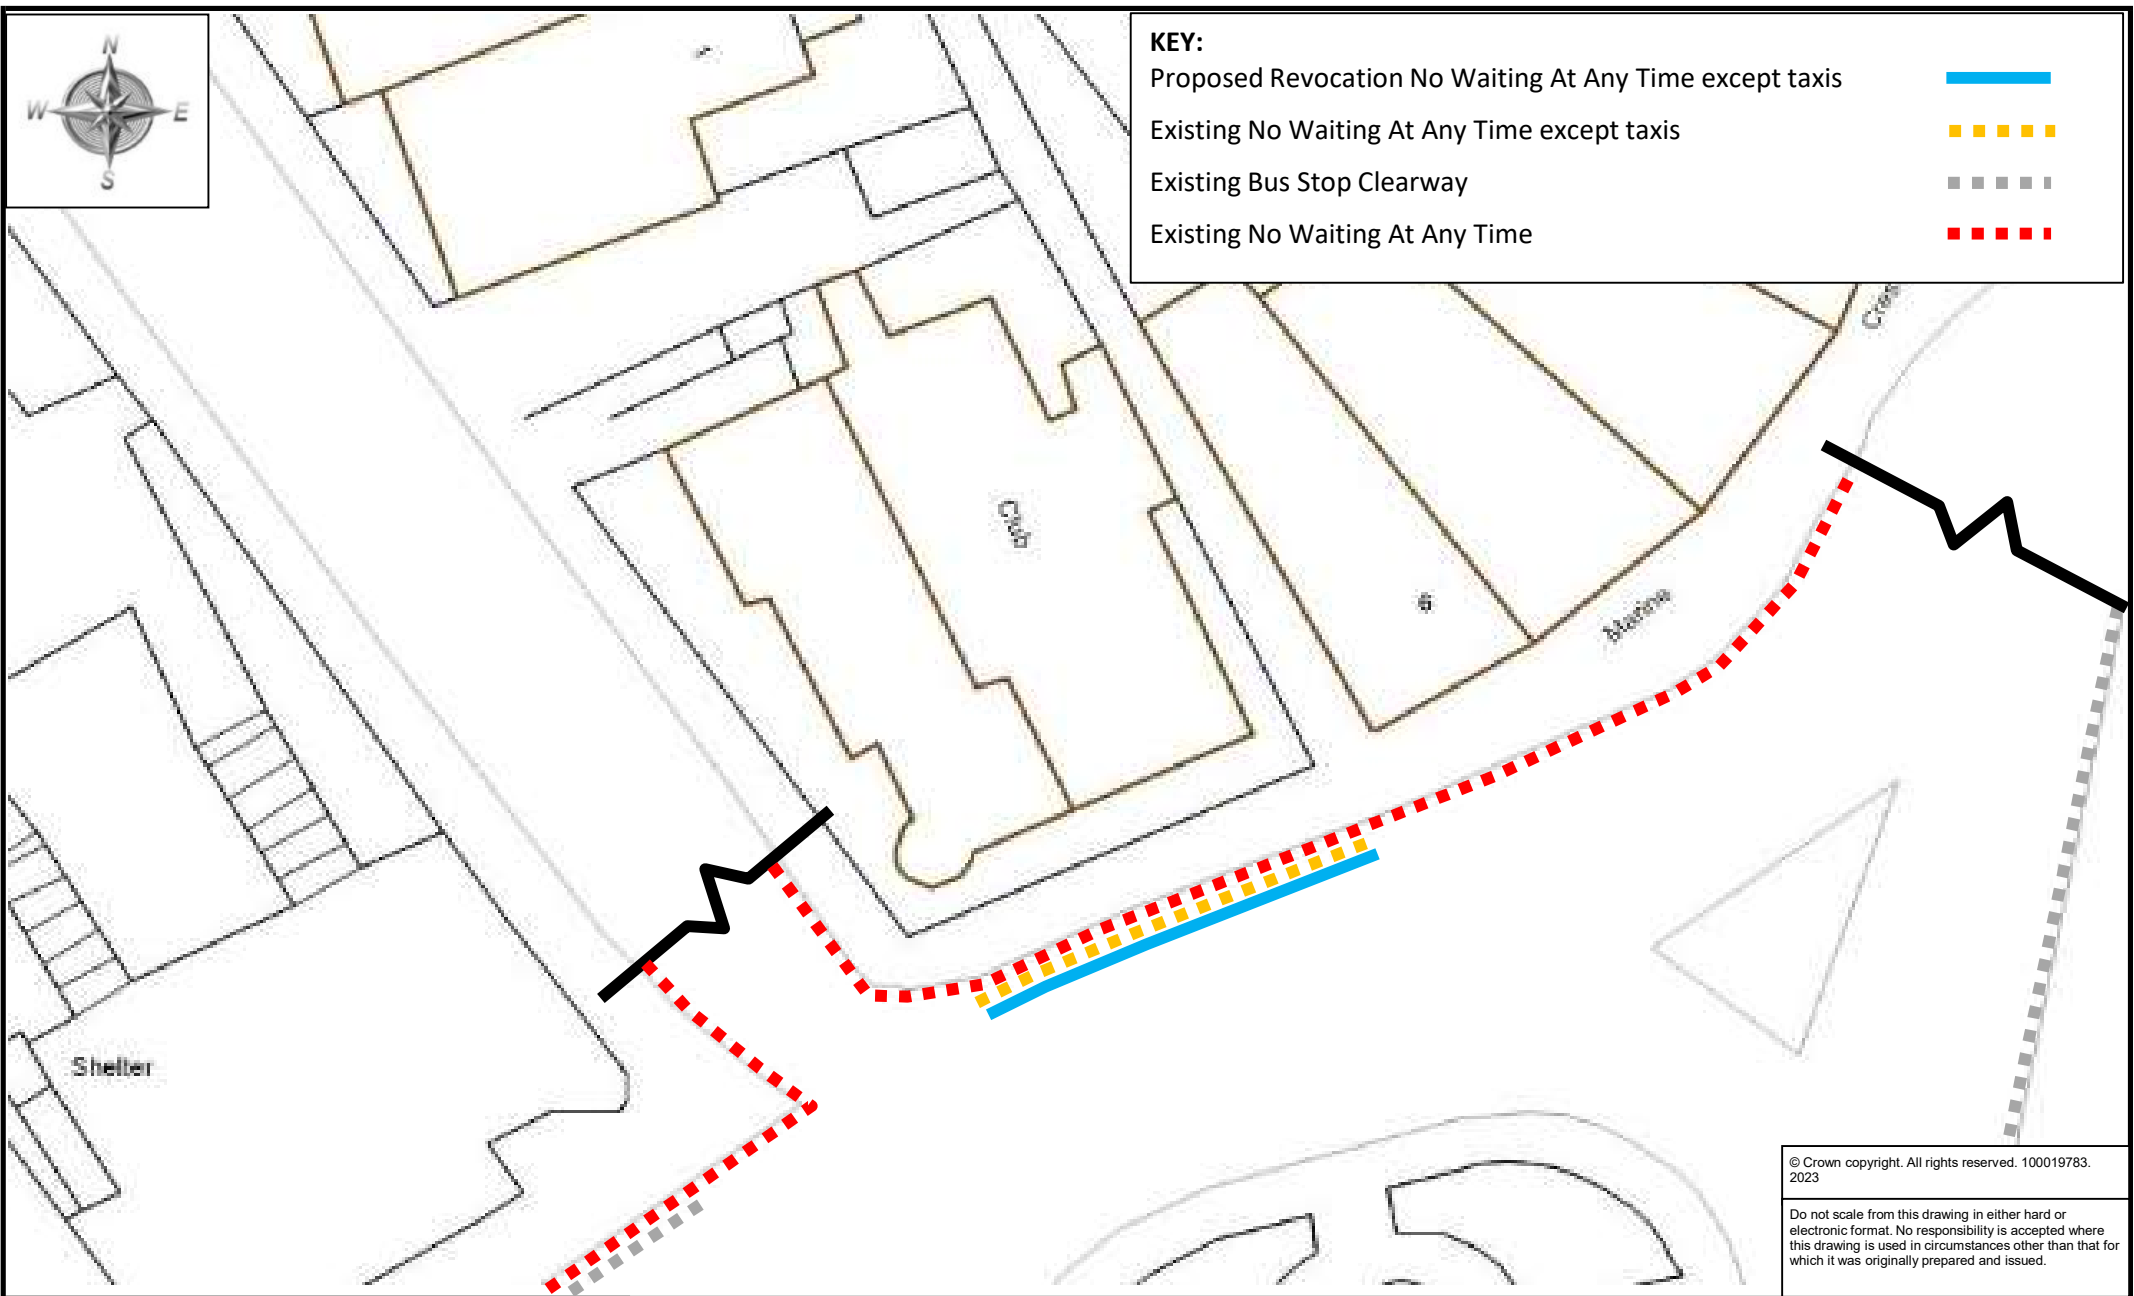 N
W E
S
KEY:
Proposed Revocation No Waiting At Any Time except taxis
Existing No Waiting At Any Time except taxis
Existing Bus Stop Clearway
Existing No Waiting At Any Time
Club
6
Marine
Shelter
© Crown copyright. All rights reserved. 100019783.
2023
Do not scale from this drawing in either hard or
electronic format. No responsibility is accepted where
this drawing is used in circumstances other than that for
which it was originally prepared and issued.